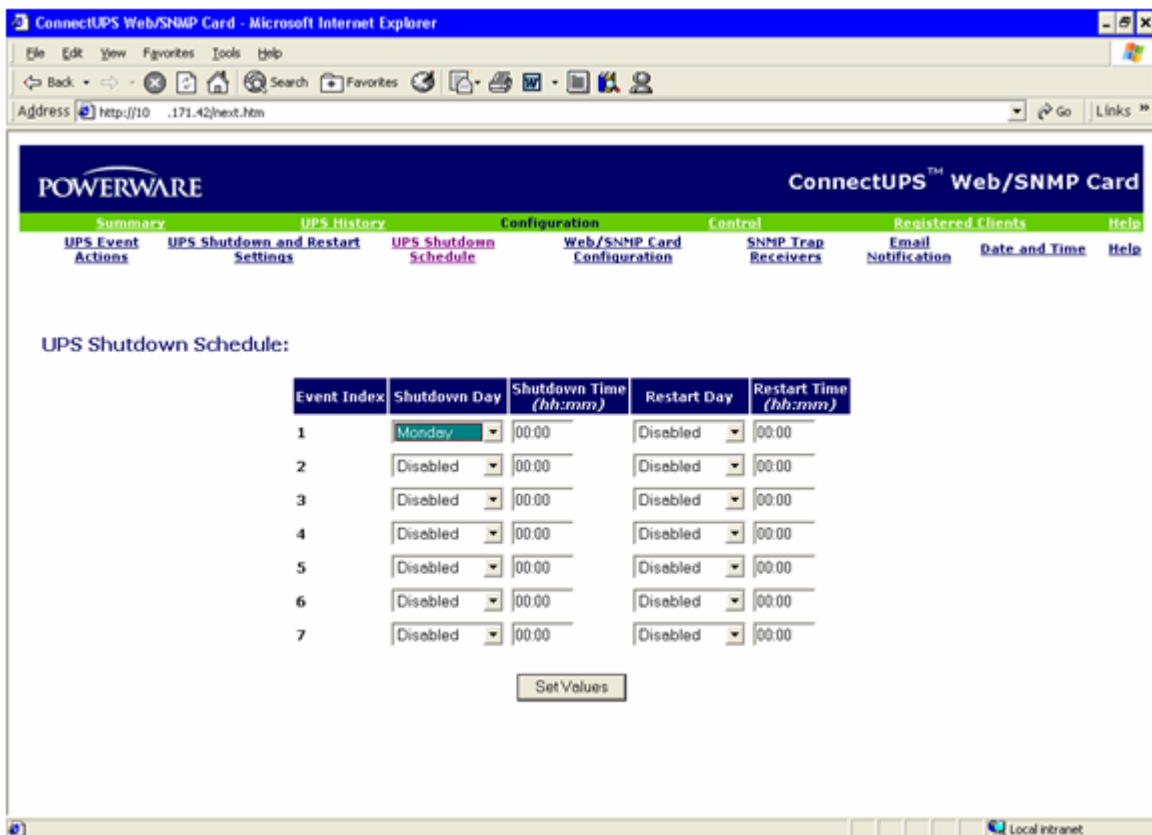 ConnectUPS Web/SNMP Card - Microsoft Internet Explorer
File Edit View Favorites Tools Help
Back Search Favorites
Address http://10 .171.42/next.htm Go Links »
POWERWARE ConnectUPS™ Web/SNMP Card
Summary UPS History Configuration Control Registered Clients Help
UPS Event Actions UPS Shutdown and Restart Settings UPS Shutdown Schedule Web/SNMP Card Configuration SNMP Trap Receivers Email Notification Date and Time Help
UPS Shutdown Schedule:
Event Index Shutdown Day Shutdown Time (hh:mm) Restart Day Restart Time (hh:mm)
1 Monday 00:00 Disabled 00:00
2 Disabled 00:00 Disabled 00:00
3 Disabled 00:00 Disabled 00:00
4 Disabled 00:00 Disabled 00:00
5 Disabled 00:00 Disabled 00:00
6 Disabled 00:00 Disabled 00:00
7 Disabled 00:00 Disabled 00:00
Set Values
Local intranet